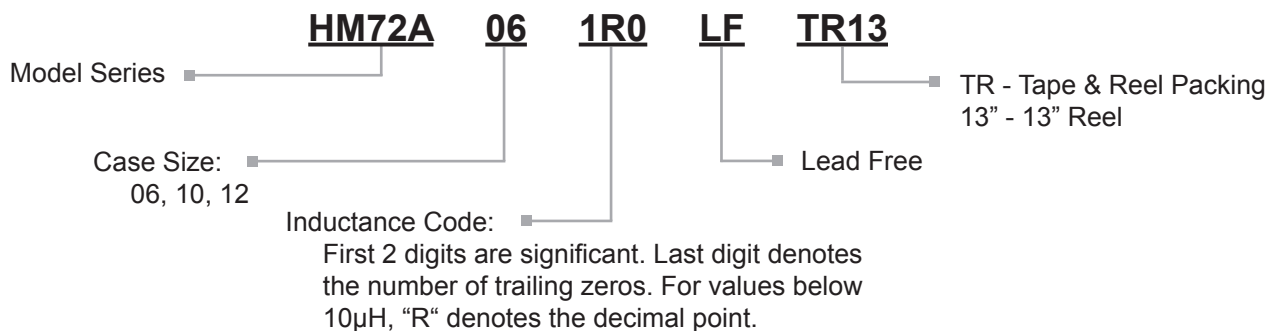 HM72A 06 1R0 LF TR13
Model Series
TR - Tape & Reel Packing
13” - 13” Reel
Case Size:
06, 10, 12
Lead Free
Inductance Code:
First 2 digits are significant. Last digit denotes
the number of trailing zeros. For values below
10µH, “R“ denotes the decimal point.